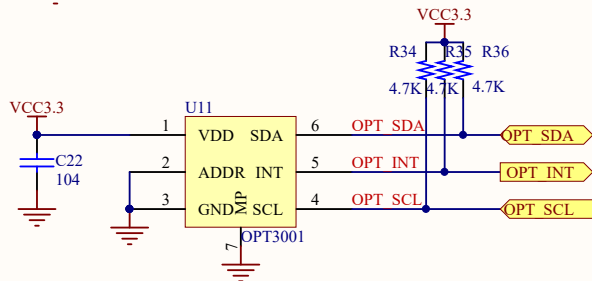 VCC3.3
R34
R35
R36
4.7K
4.7K
4.7K
VCC3.3
U11
1
VDD
SDA
6
OPT_SDA
OPT_SDA
C22
104
2
ADDR
INT
5
OPT_INT
OPT_INT
3
GND
MP
SCL
4
OPT_SCL
OPT_SCL
7
OPT3001